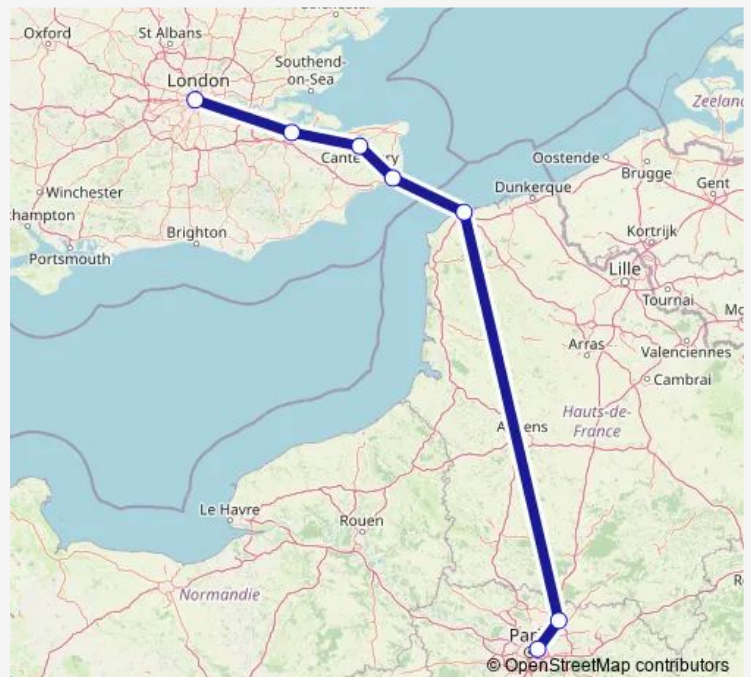 Oxford
St Albans
London
Southend-
on-Sea
Zeeland
Oostende
Brugge
Gent
Winchester
hampton
Portsmouth
Brighton
Dunkerque
Kortrijk
Lille
Tournai
Mo
Arras
Valenciennes
Cambrai
Hauts-de-
France
Le Havre
Rouen
Normandie
R
© OpenStreetMap contributors